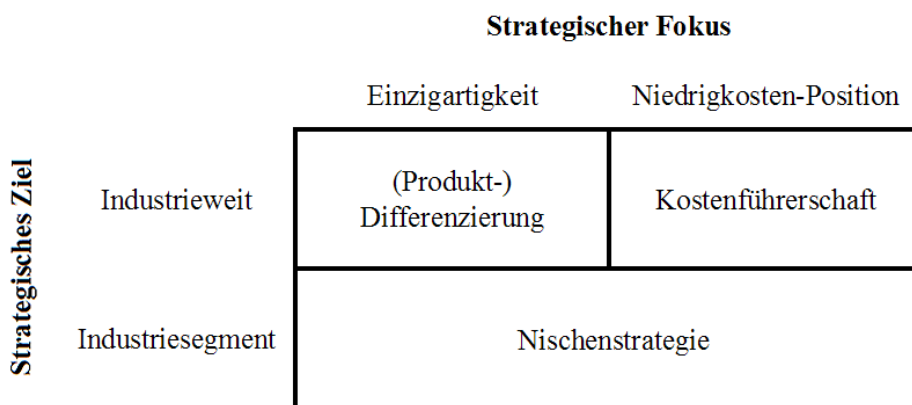 Strategischer Fokus
Einzigartigkeit
Niedrigkosten-Position
Strategisches Ziel
Industrieweit
(Produkt-)
Differenzierung
Kostenführerschaft
Industriesegment
Nischenstrategie